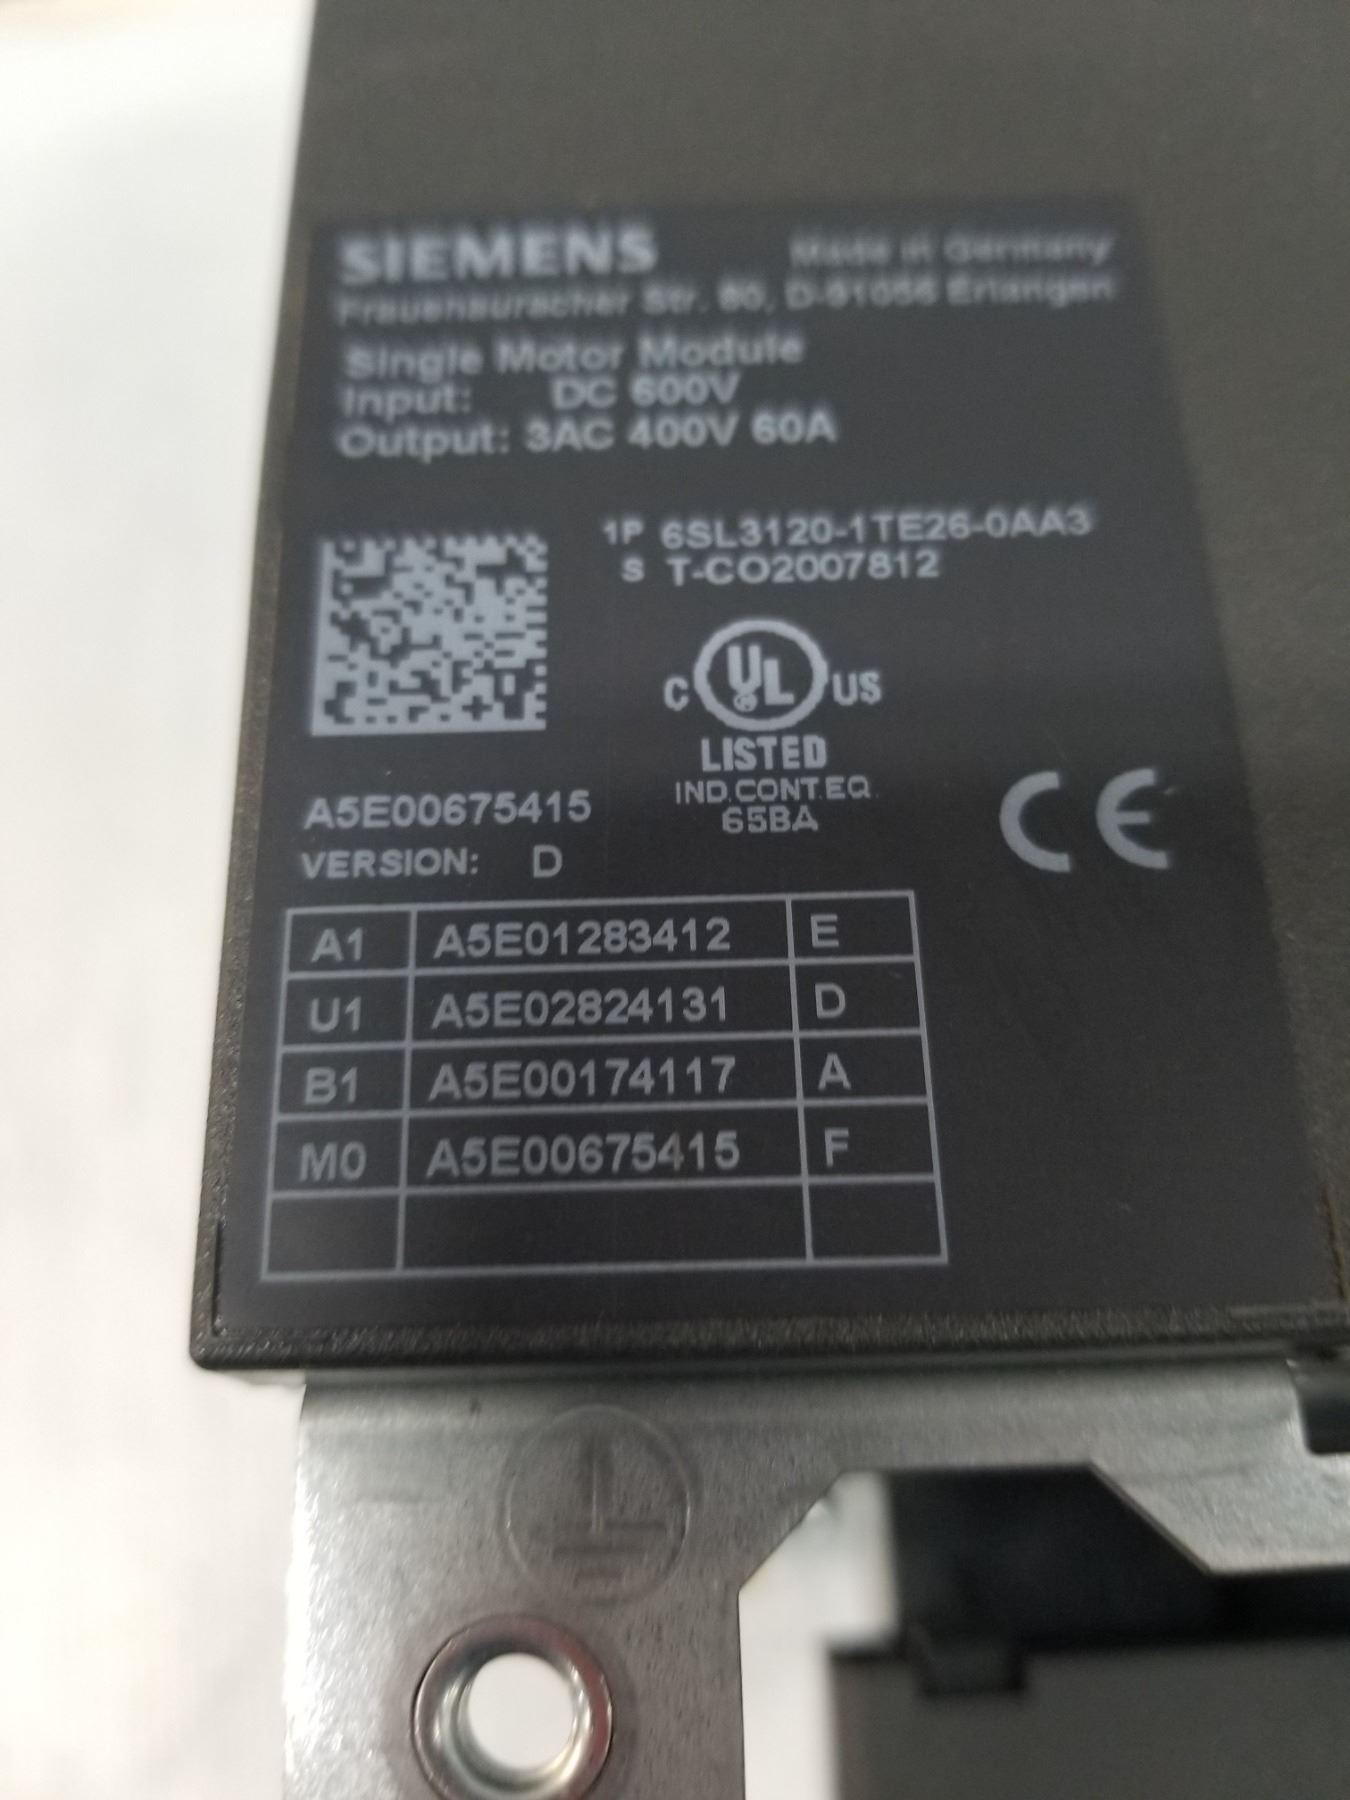 SIEMENS Made in Germany
Frauenauracher Str. 80, D-91056 Erlangen
Single Motor Module
Input: DC 600V
Output: 3AC 400V 60A
1P 6SL3120-1TE26-0AA3
S T-CO2007812
C UL US
LISTED
IND.CONT.EQ.
65BA
CE
A5E00675415
VERSION: D
A1 A5E01283412 E
U1 A5E02824131 D
B1 A5E00174117 A
M0 A5E00675415 F